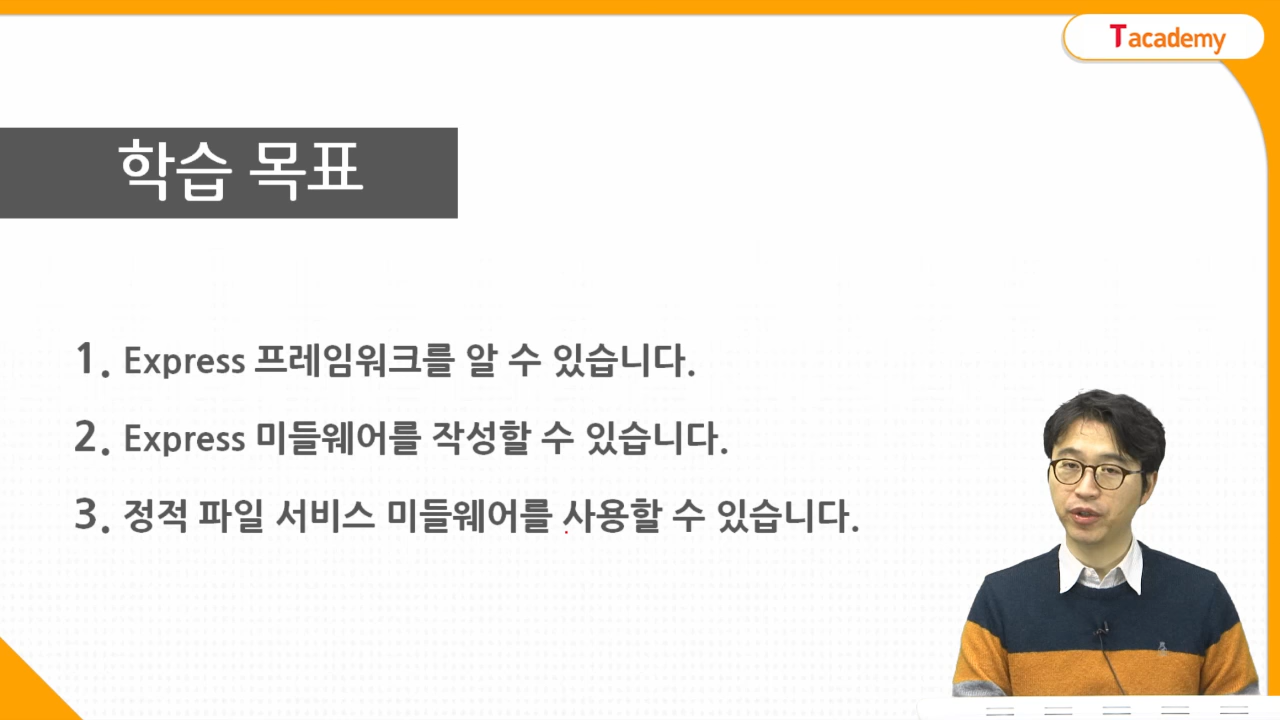 Tacademy
학습 목표
1. Express 프레임워크를 알 수 있습니다.
2. Express 미들웨어를 작성할 수 있습니다.
3. 정적 파일 서비스 미들웨어를 사용할 수 있습니다.